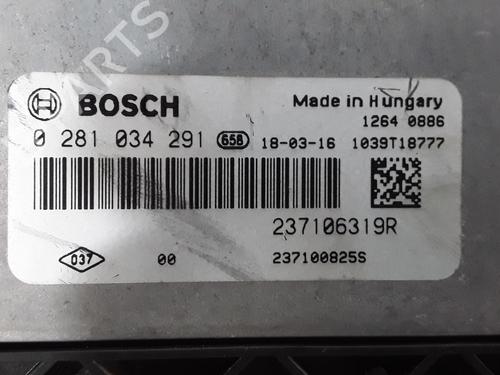 PARTS
BOSCH
Made in Hungary
1264 0886
0 281 034 291 658 18-03-16 1039T18777
237106319R
037 00 237100825S